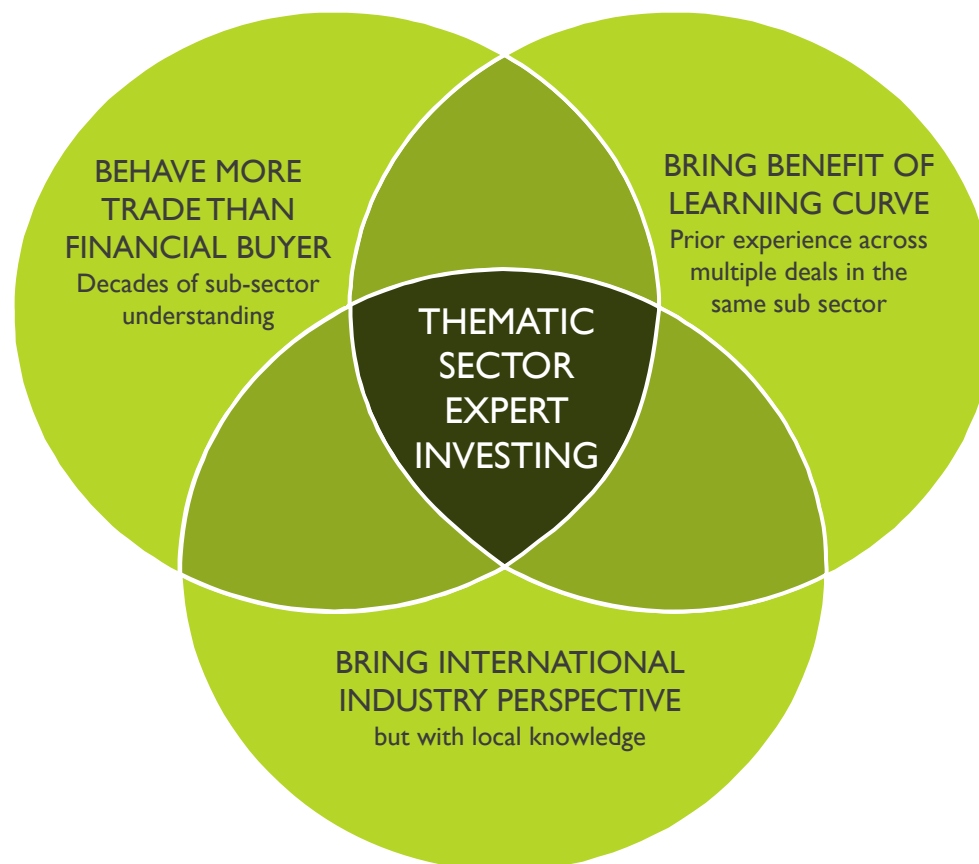 BEHAVE MORE
TRADE THAN
FINANCIAL BUYER
Decades of sub-sector
understanding
BRING BENEFIT OF
LEARNING CURVE
Prior experience across
multiple deals in the
same sub sector
THEMATIC
SECTOR
EXPERT
INVESTING
BRING INTERNATIONAL
INDUSTRY PERSPECTIVE
but with local knowledge